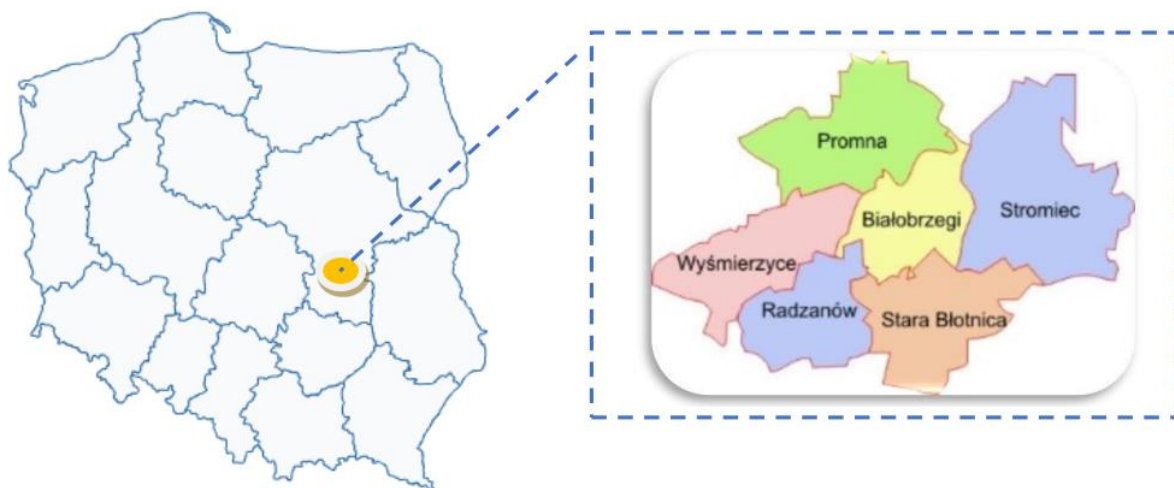 Promna
Białobrzegi
Stromiec
Wyśmierzyce
Radzanów
Stara Błotnica